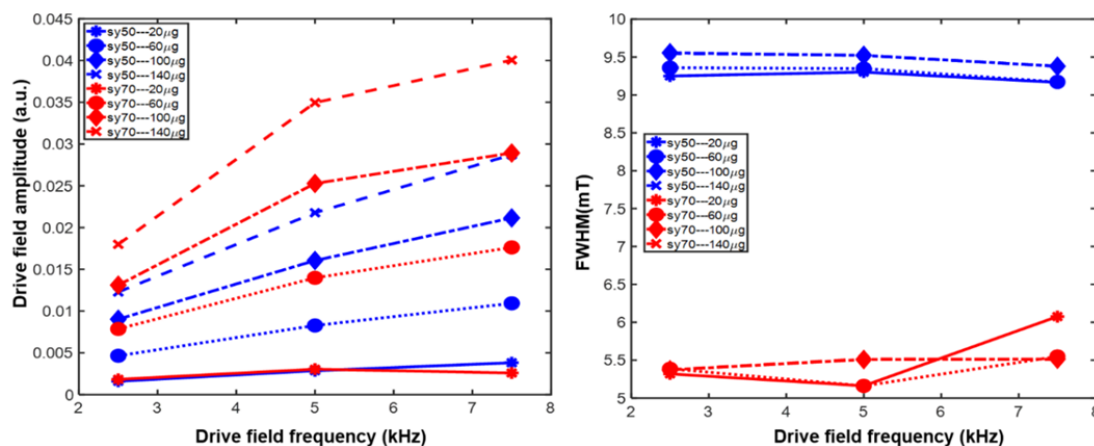 0.045
0.04
0.035
0.03
0.025
0.02
0.015
0.01
0.005
0
2 3 4 5 6 7 8
Drive field amplitude (a.u.)
Drive field frequency (kHz)
sy50---20μg
sy50---60μg
sy50---100μg
sy50---140μg
sy70---20μg
sy70---60μg
sy70---100μg
sy70---140μg
10
9.5
9
8.5
8
7.5
7
6.5
6
5.5
5
2 3 4 5 6 7 8
FWHM(mT)
Drive field frequency (kHz)
sy50---20μg
sy50---60μg
sy50---100μg
sy50---140μg
sy70---20μg
sy70---60μg
sy70---100μg
sy70---140μg